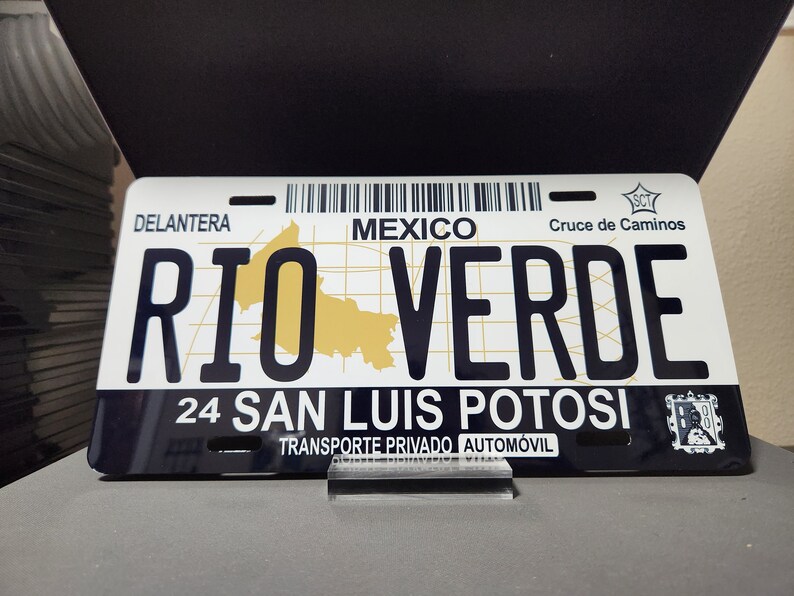 DELANTERA
MEXICO
SCT
Cruce de Caminos
RIO VERDE
24 SAN LUIS POTOSI
TRANSPORTE PRIVADO AUTOMÓVIL